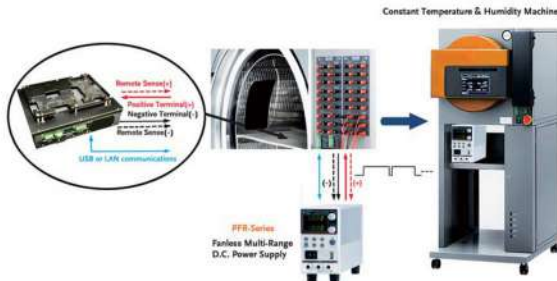 Constant Temperature & Humidity Machine
Remote Sense(+)
Positive Terminal(+)
Negative Terminal(-)
Remote Sense(-)
USB or LAN communications
(-)
(+)
PFR-Series
Fanless Multi-Range
D.C. Power Supply